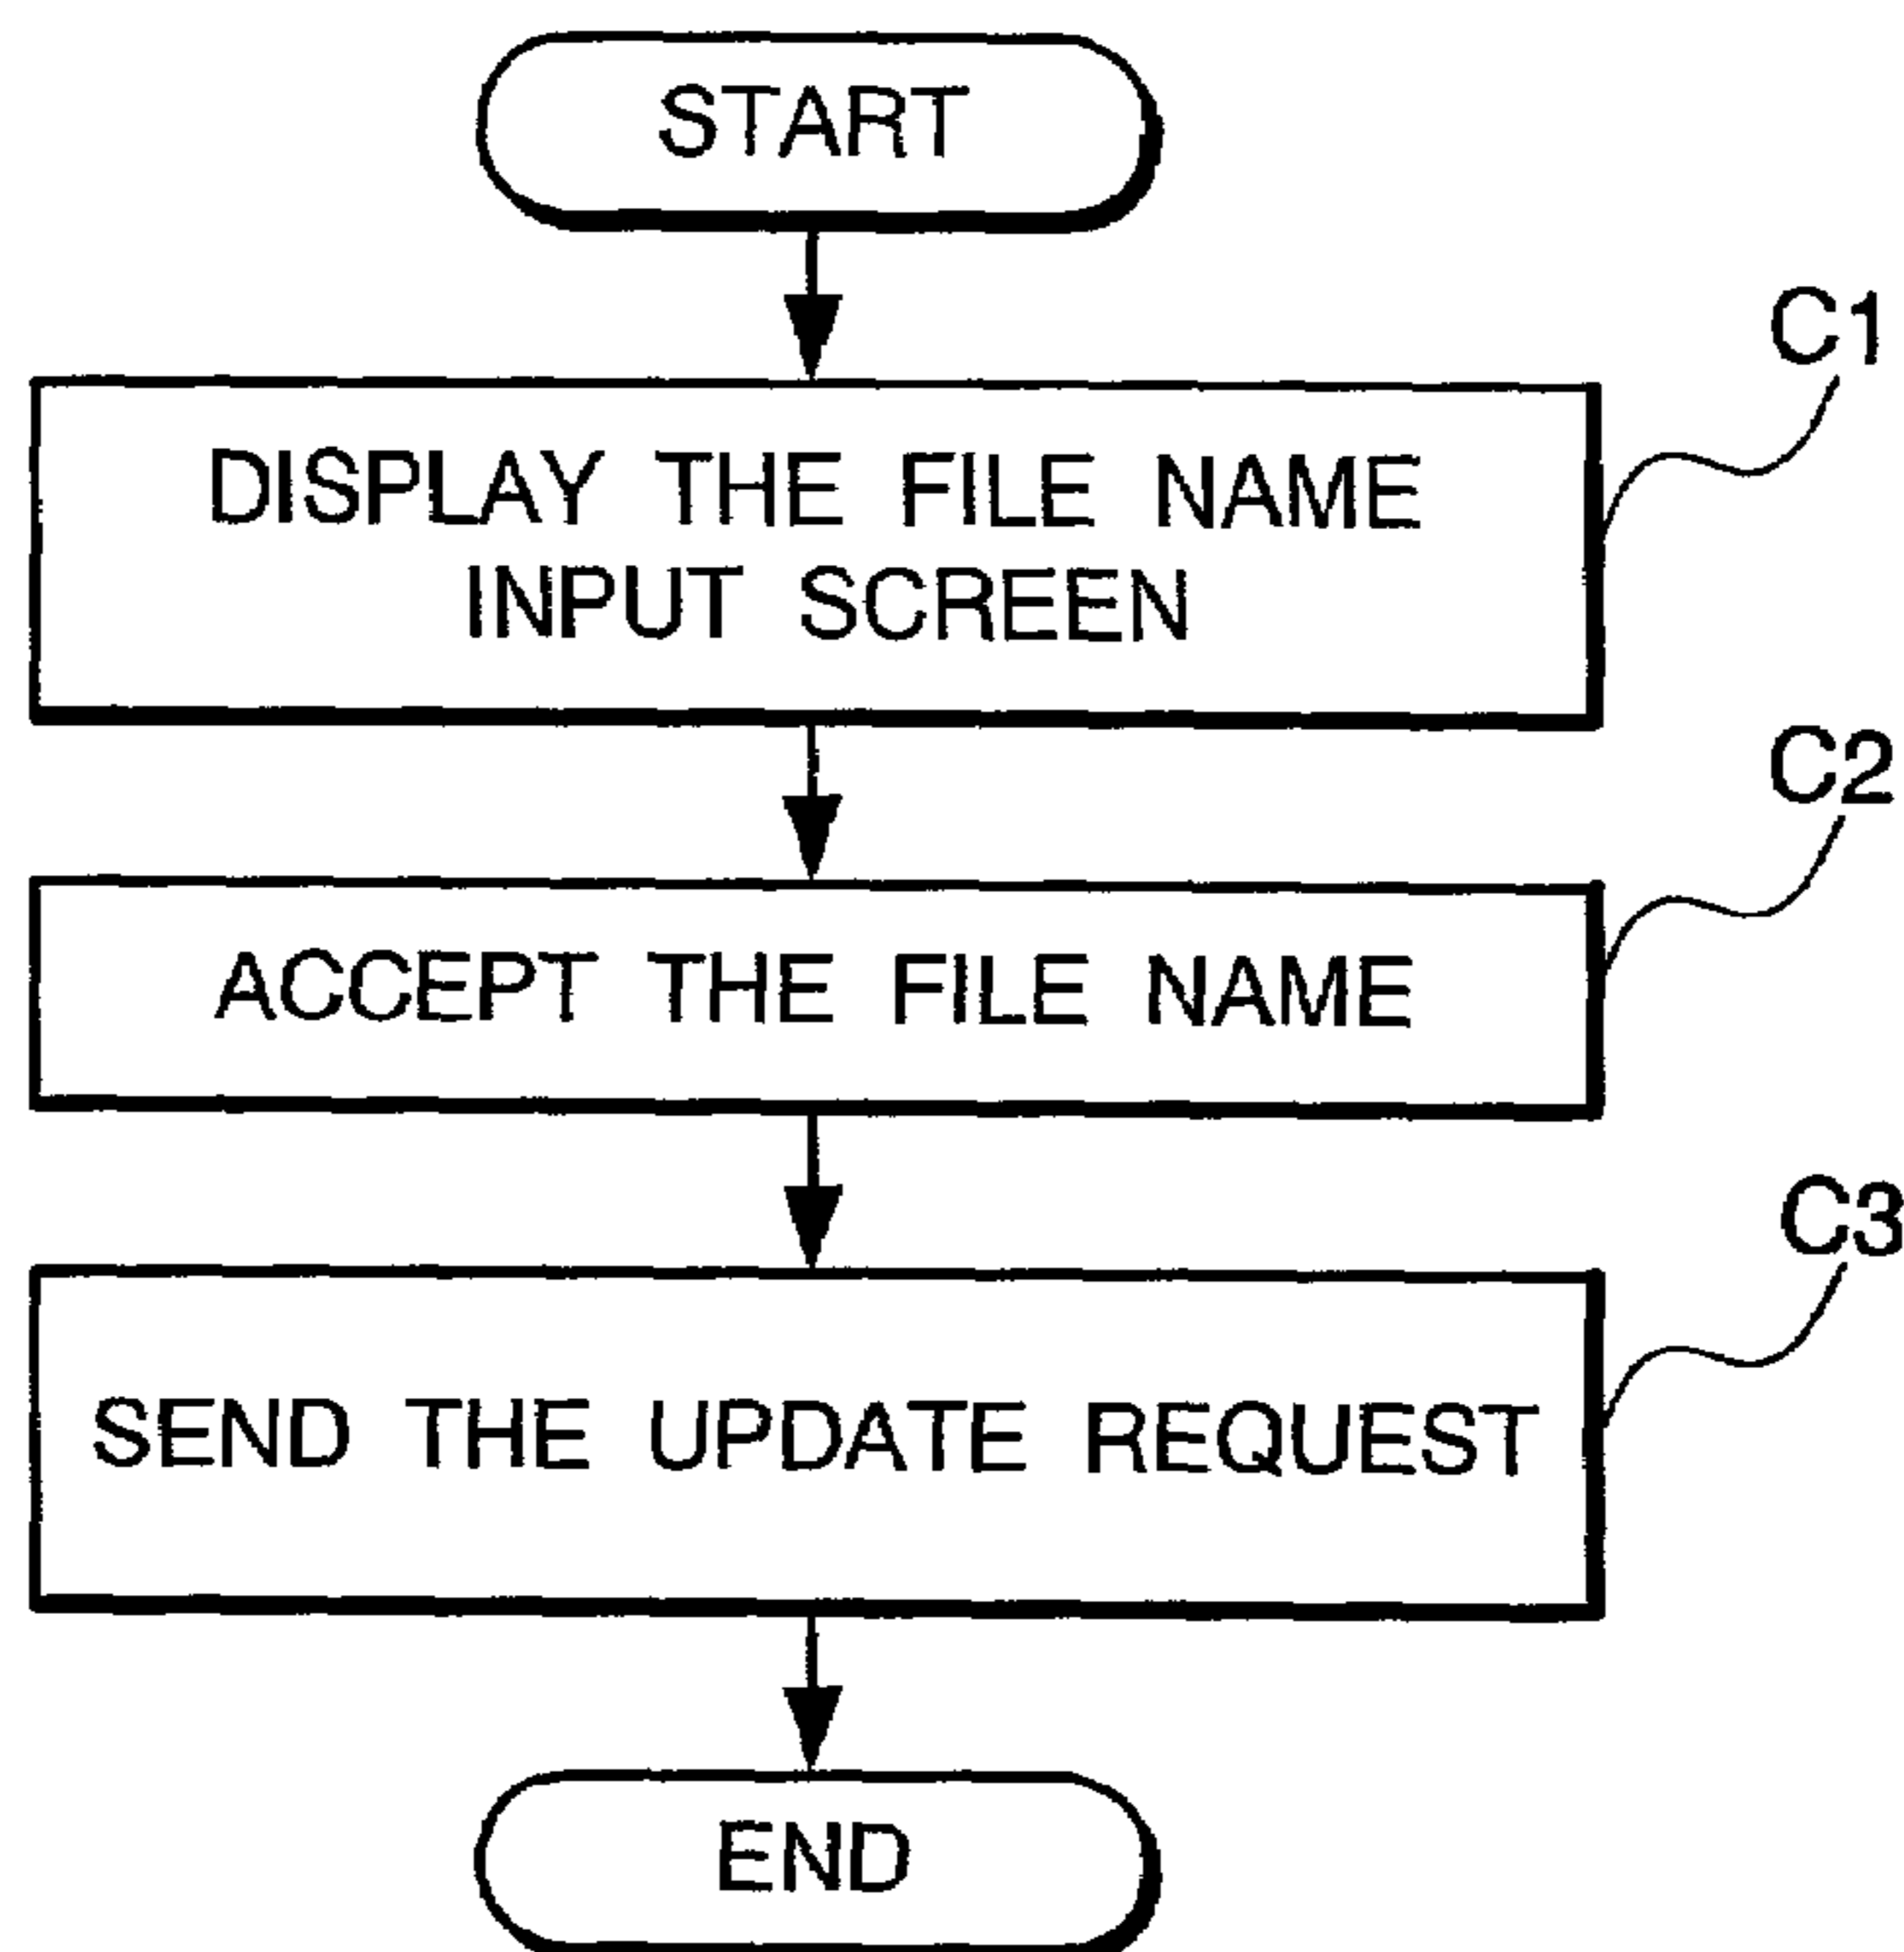 START
C1
DISPLAY THE FILE NAME
INPUT SCREEN
C2
ACCEPT THE FILE NAME
C3
SEND THE UPDATE REQUEST
END